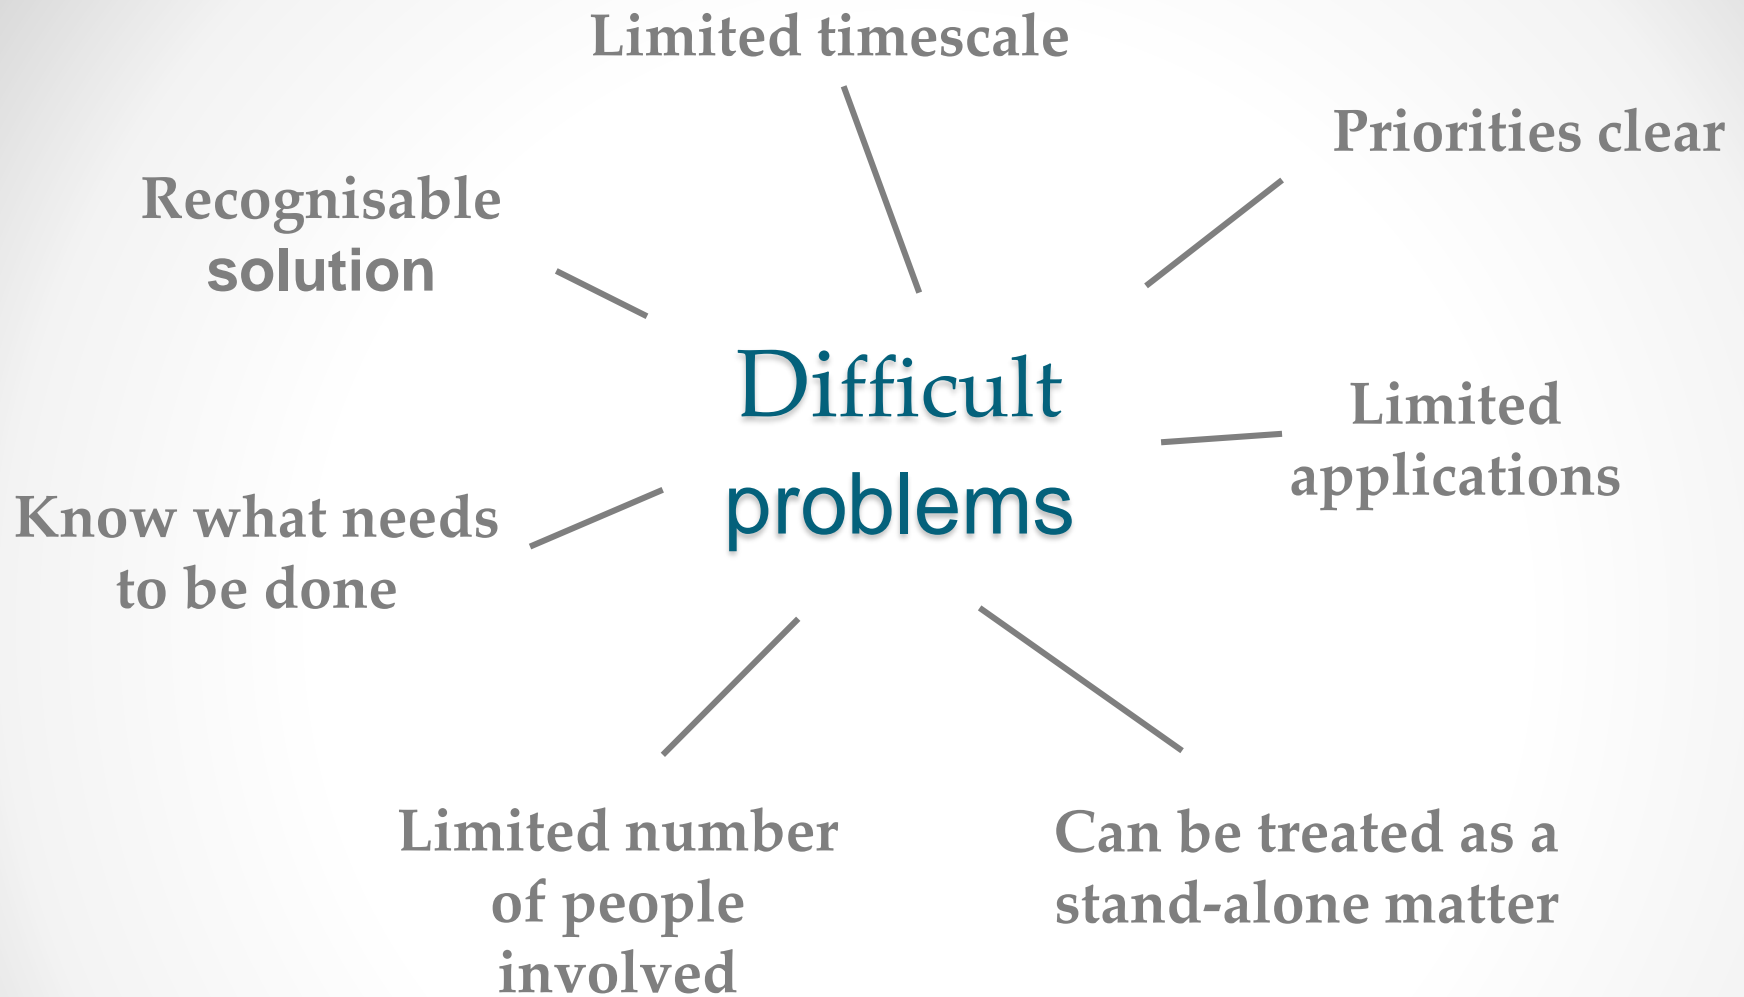 Limited timescale
Priorities clear
Recognisable
solution
Difficult
problems
Limited
applications
Know what needs
to be done
Limited number
of people
involved
Can be treated as a
stand-alone matter